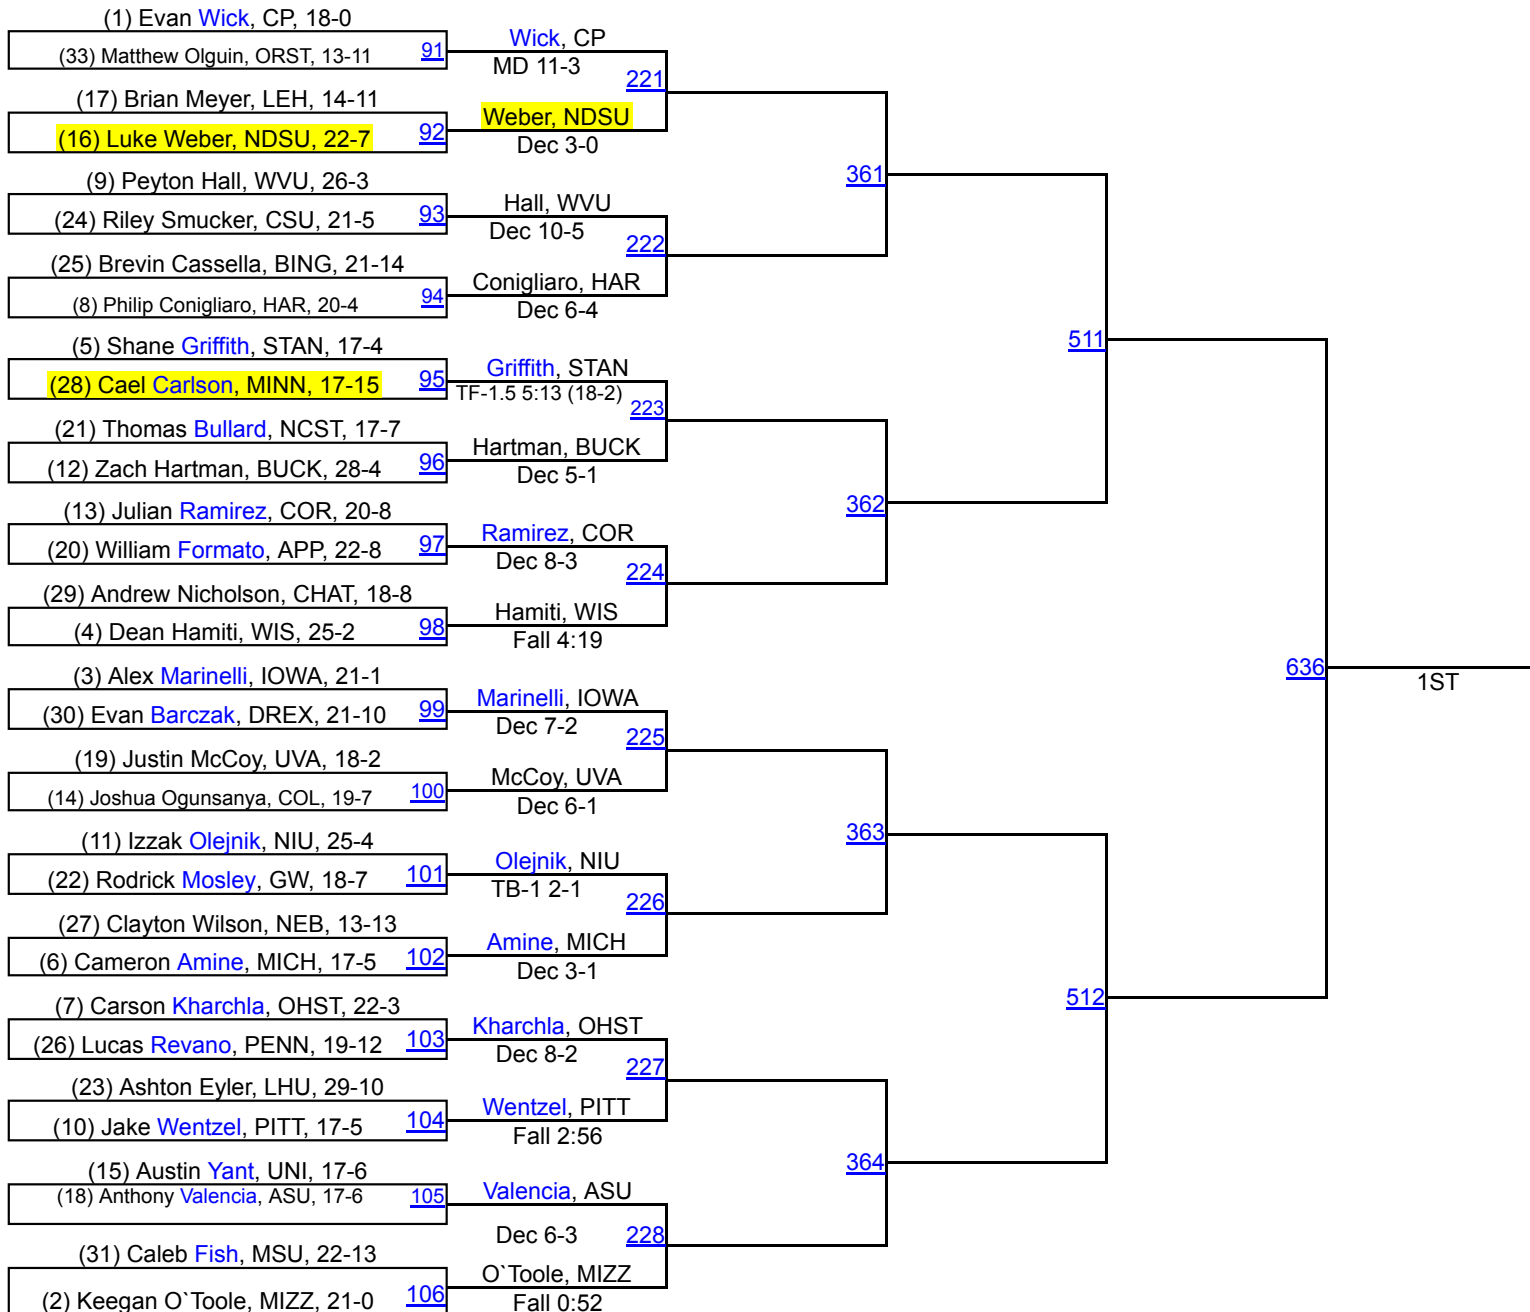 (1) Evan Wick, CP, 18-0
(33) Matthew Olguin, ORST, 13-11
91
(17) Brian Meyer, LEH, 14-11
(16) Luke Weber, NDSU, 22-7
92
(9) Peyton Hall, WVU, 26-3
(24) Riley Smucker, CSU, 21-5
93
(25) Brevin Cassella, BING, 21-14
(8) Philip Conigliaro, HAR, 20-4
94
(5) Shane Griffith, STAN, 17-4
(28) Cael Carlson, MINN, 17-15
95
(21) Thomas Bullard, NCST, 17-7
(12) Zach Hartman, BUCK, 28-4
96
(13) Julian Ramirez, COR, 20-8
(20) William Formato, APP, 22-8
97
(29) Andrew Nicholson, CHAT, 18-8
(4) Dean Hamiti, WIS, 25-2
98
(3) Alex Marinelli, IOWA, 21-1
(30) Evan Barczak, DREX, 21-10
99
(19) Justin McCoy, UVA, 18-2
(14) Joshua Ogunsanya, COL, 19-7
100
(11) Izzak Olejnik, NIU, 25-4
(22) Rodrick Mosley, GW, 18-7
101
(27) Clayton Wilson, NEB, 13-13
(6) Cameron Amine, MICH, 17-5
102
(7) Carson Kharchla, OHST, 22-3
(26) Lucas Revano, PENN, 19-12
103
(23) Ashton Eyler, LHU, 29-10
(10) Jake Wentzel, PITT, 17-5
104
(15) Austin Yant, UNI, 17-6
(18) Anthony Valencia, ASU, 17-6
105
(31) Caleb Fish, MSU, 22-13
(2) Keegan O`Toole, MIZZ, 21-0
106
Wick, CP
MD 11-3
221
Weber, NDSU
Dec 3-0
Hall, WVU
Dec 10-5
222
Conigliaro, HAR
Dec 6-4
Griffith, STAN
TF-1.5 5:13 (18-2)
223
Hartman, BUCK
Dec 5-1
Ramirez, COR
Dec 8-3
224
Hamiti, WIS
Fall 4:19
Marinelli, IOWA
Dec 7-2
225
McCoy, UVA
Dec 6-1
Olejnik, NIU
TB-1 2-1
226
Amine, MICH
Dec 3-1
Kharchla, OHST
Dec 8-2
227
Wentzel, PITT
Fall 2:56
Valencia, ASU
Dec 6-3
228
O`Toole, MIZZ
Fall 0:52
361
362
363
364
511
512
636
1ST